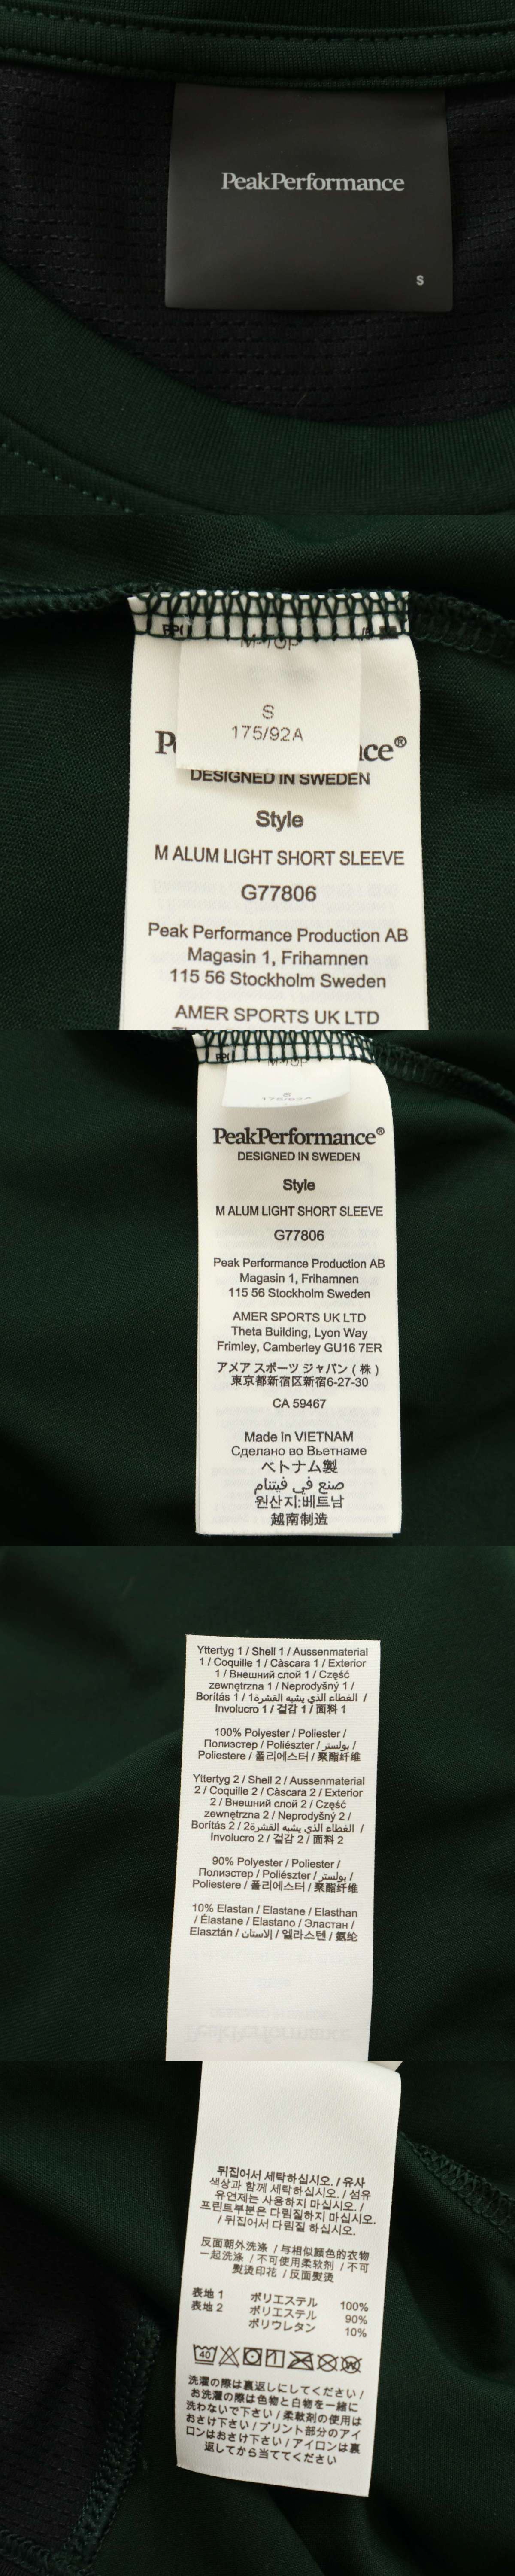 PeakPerformance
S
M-TOP
S
175/92A
DESIGNED IN SWEDEN
Style
M ALUM LIGHT SHORT SLEEVE
G77806
Peak Performance Production AB
Magasin 1, Frihamnen
115 56 Stockholm Sweden
AMER SPORTS UK LTD
M-TOP
S
175/92A
PeakPerformance®
DESIGNED IN SWEDEN
Style
M ALUM LIGHT SHORT SLEEVE
G77806
Peak Performance Production AB
Magasin 1, Frihamnen
115 56 Stockholm Sweden
AMER SPORTS UK LTD
Theta Building, Lyon Way
Frimley, Camberley GU16 7ER
アメア スポーツ ジャパン ( 株 )
東京都新宿区新宿6-27-30
CA 59467
Made in VIETNAM
Сделано во Вьетнаме
ベトナム製
صنع في فيتنام
원산지:베트남
越南制造
Yttertyg 1 / Shell 1 / Aussenmaterial
1 / Coquille 1 / Càscara 1 / Exterior
1 / Внешний слой 1 / Część
zewnętrzna 1 / Neprodyšný 1 /
Borítás 1 / الغطاء الذي يشبه القشرة1 /
Involucro 1 / 겉감 1 / 面料 1
100% Polyester / Poliester /
Полиэстер / Poliészter / بولستر /
Poliestere / 폴리에스터 / 聚酯纤维
Yttertyg 2 / Shell 2 / Aussenmaterial
2 / Coquille 2 / Càscara 2 / Exterior
2 / Внешний слой 2 / Część
zewnętrzna 2 / Neprodyšný 2 /
Borítás 2 / الغطاء الذي يشبه القشرة2 /
Involucro 2 / 겉감 2 / 面料 2
90% Polyester / Poliester /
Полиэстер / Poliészter / بولستر /
Poliestere / 폴리에스터 / 聚酯纤维
10% Elastan / Elastane / Elasthan
/ Élastane / Elastano / Эластан /
Elasztán / إلاستان / 엘라스텐 / 氨纶
뒤집어서 세탁하십시오. / 유사
색상과 함께 세탁하십시오. / 섬유
유연제는 사용하지 마십시오. /
프린트부분은 다림질하지 마십시오.
/ 뒤집어서 다림질 하십시오.
反面朝外洗涤 / 与相似颜色的衣物
一起洗涤 / 不可使用柔软剂 / 不可
熨烫印花 / 反面熨烫
表地 1 ポリエステル 100%
表地 2 ポリエステル 90%
ポリウレタン 10%
40
洗濯の際は裏返しにしてください /
お洗濯の際は色物と白物を一緒に
洗わないで下さい / 柔軟剤の使用は
おさけ下さい / プリント部分のアイ
ロンはおさけ下さい / アイロンは裏
返してから当ててください